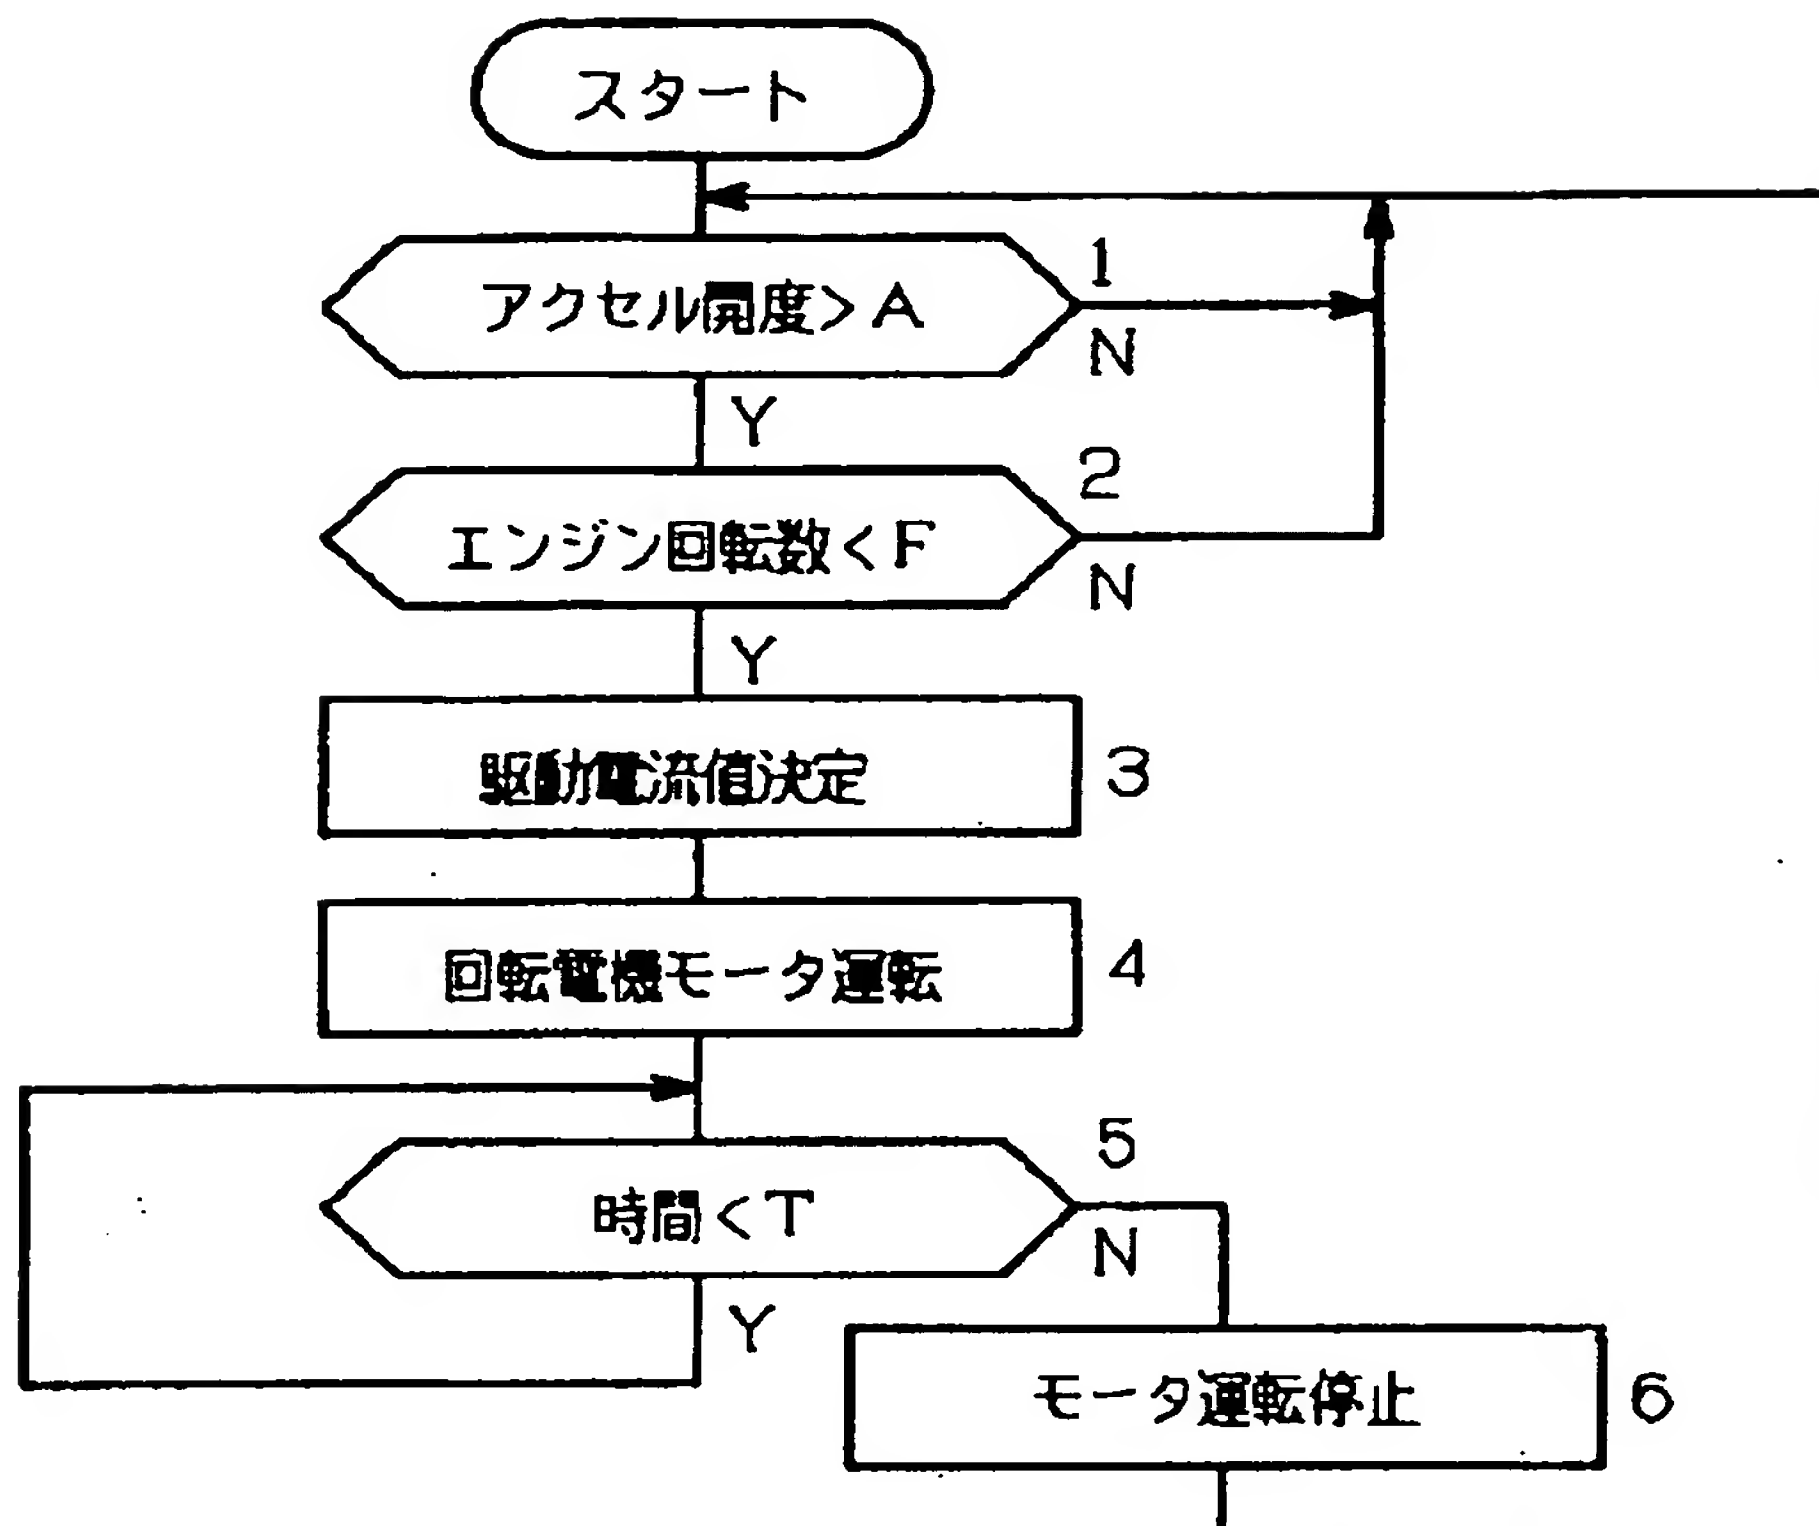 スタート
アクセル開度>A
1
N
Y
エンジン回転数<F
2
N
Y
駆動電流値決定
3
回転電機モータ運転
4
時間<T
5
N
Y
モータ運転停止
6